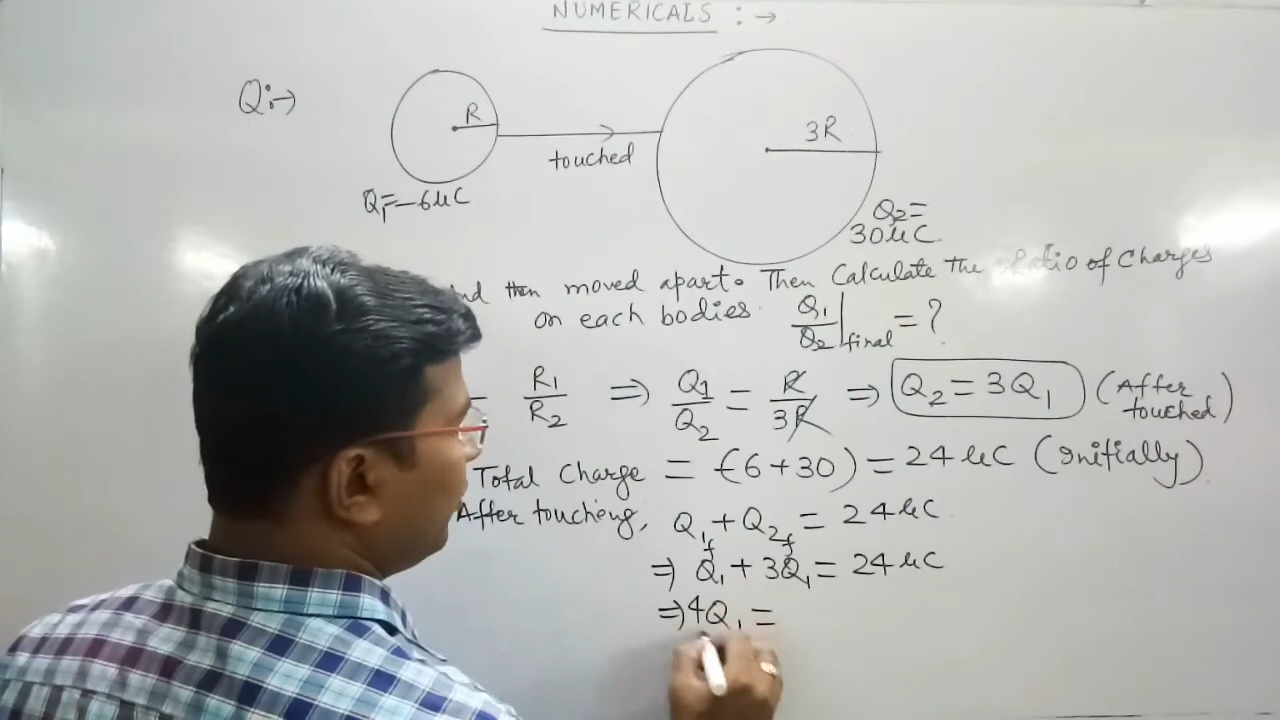 NUMERICALS :→
Q:→)
R
3R
touched
Q₁=-6μC
Q₂=
30μC
then moved apart. Then Calculate the Ratio of Charges
on each bodies. Q₁/Q₂|final = ?
R₁/R₂ ⇒ Q₁/Q₂ = R/3R ⇒ Q₂ = 3Q₁ (After touched)
Total Charge = (-6+30) = 24μC (Initially)
After touching, Q₁f + Q₂f = 24μC
⇒ Q₁ + 3Q₁ = 24μC
⇒ 4Q₁ =